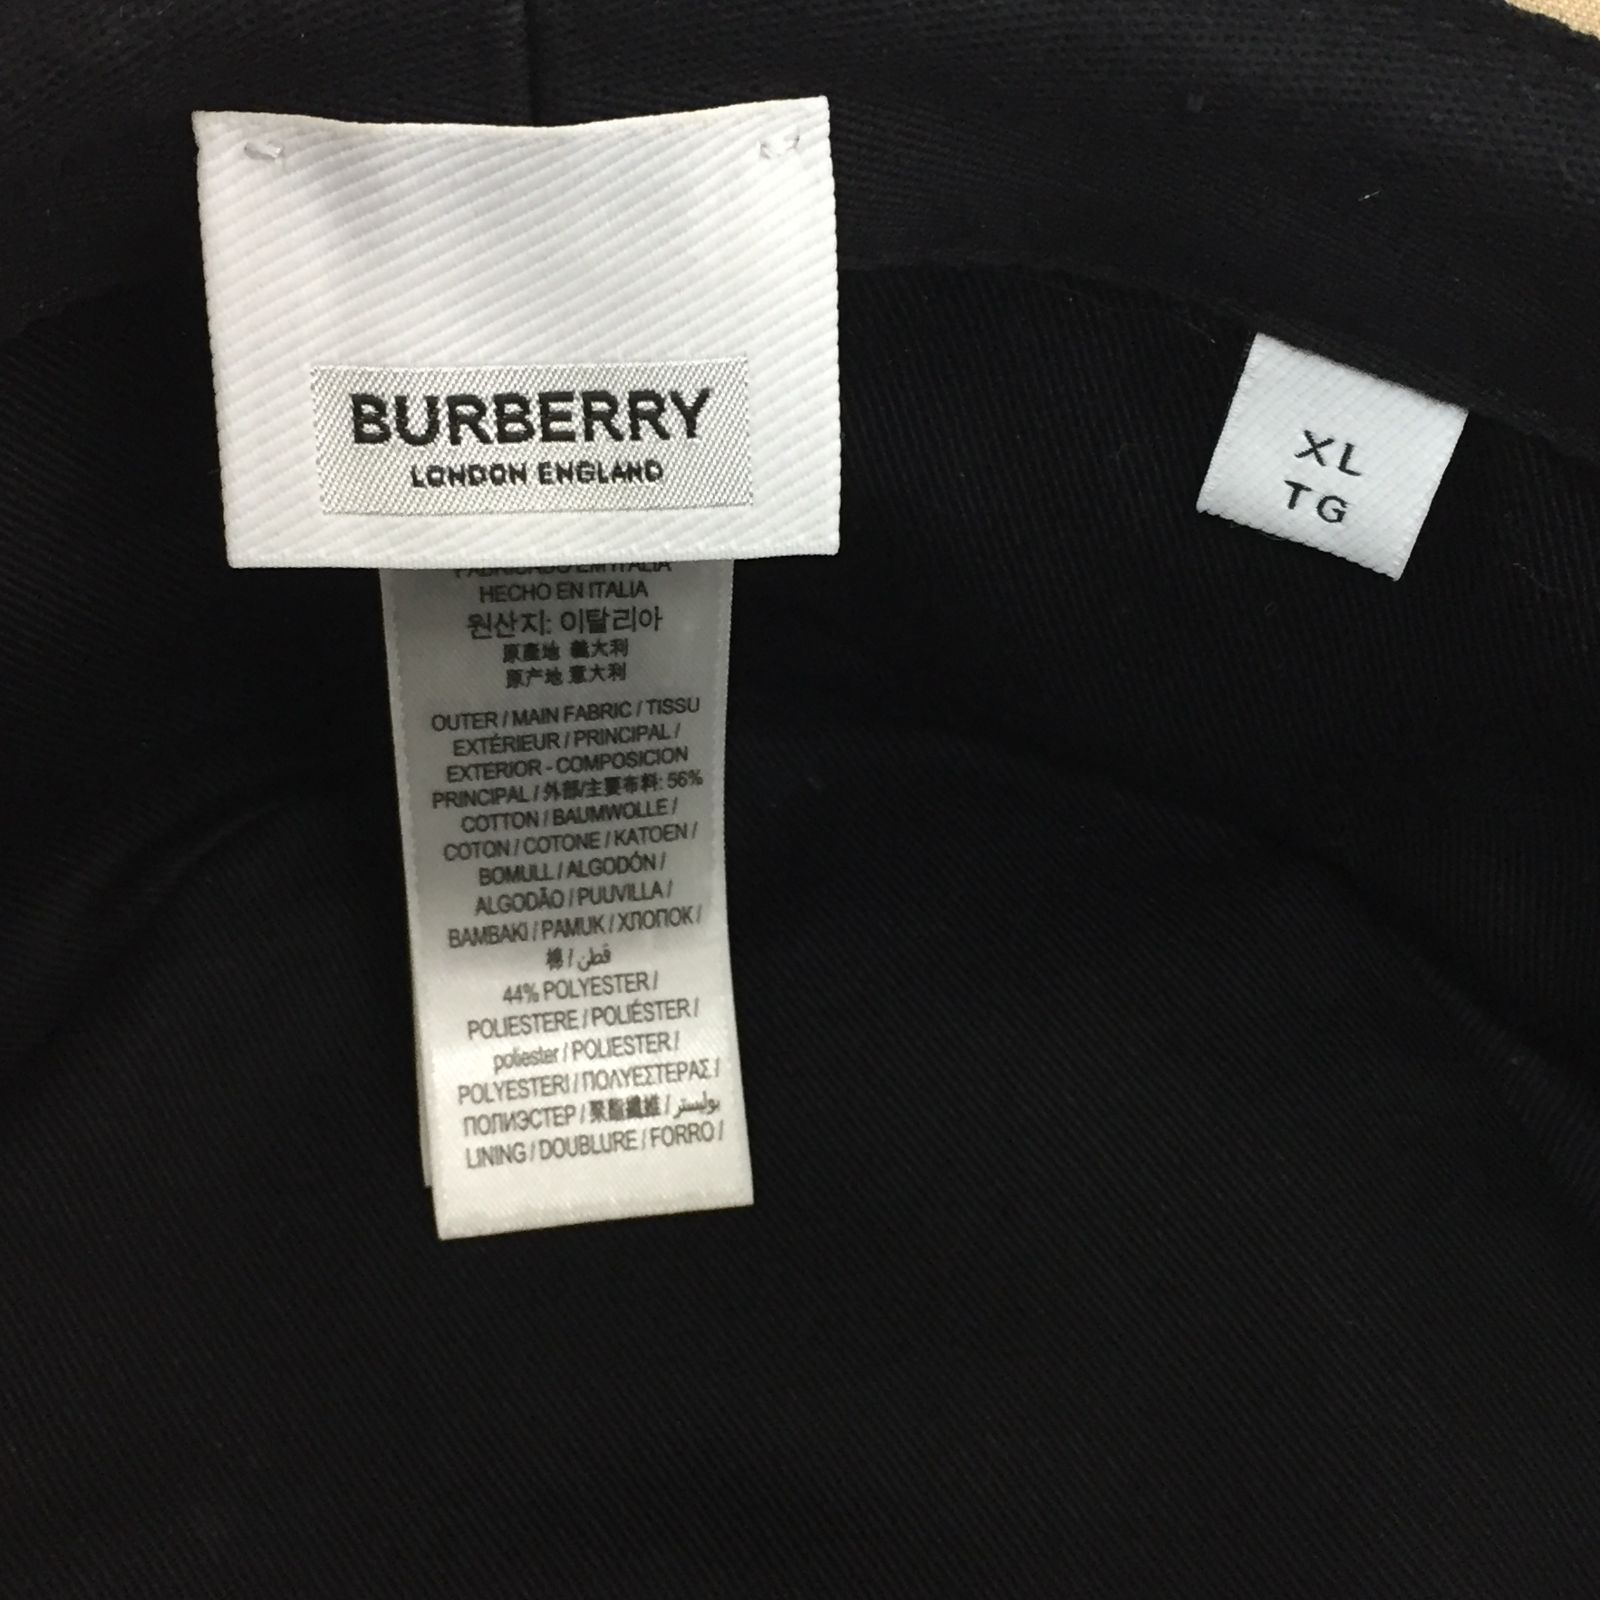 BURBERRY
LONDON ENGLAND
XL
TG
FABRICADO EM ITALIA
HECHO EN ITALIA
원산지: 이탈리아
原產地 義大利
原产地 意大利
OUTER / MAIN FABRIC / TISSU
EXTÉRIEUR / PRINCIPAL /
EXTERIOR - COMPOSICION
PRINCIPAL / 外部/主要布料: 56%
COTTON / BAUMWOLLE /
COTON / COTONE / KATOEN /
BOMULL / ALGODÓN /
ALGODÃO / PUUVILLA /
BAMBAKI / PAMUK / ХЛОПОК /
棉 / قطن
44% POLYESTER /
POLIESTERE / POLIÉSTER /
poliester / POLIESTER /
POLYESTERI / ΠΟΛΥΕΣΤΕΡΑΣ /
ПОЛИЭСТЕР / 聚酯纖維 / بوليستر
LINING / DOUBLURE / FORRO /